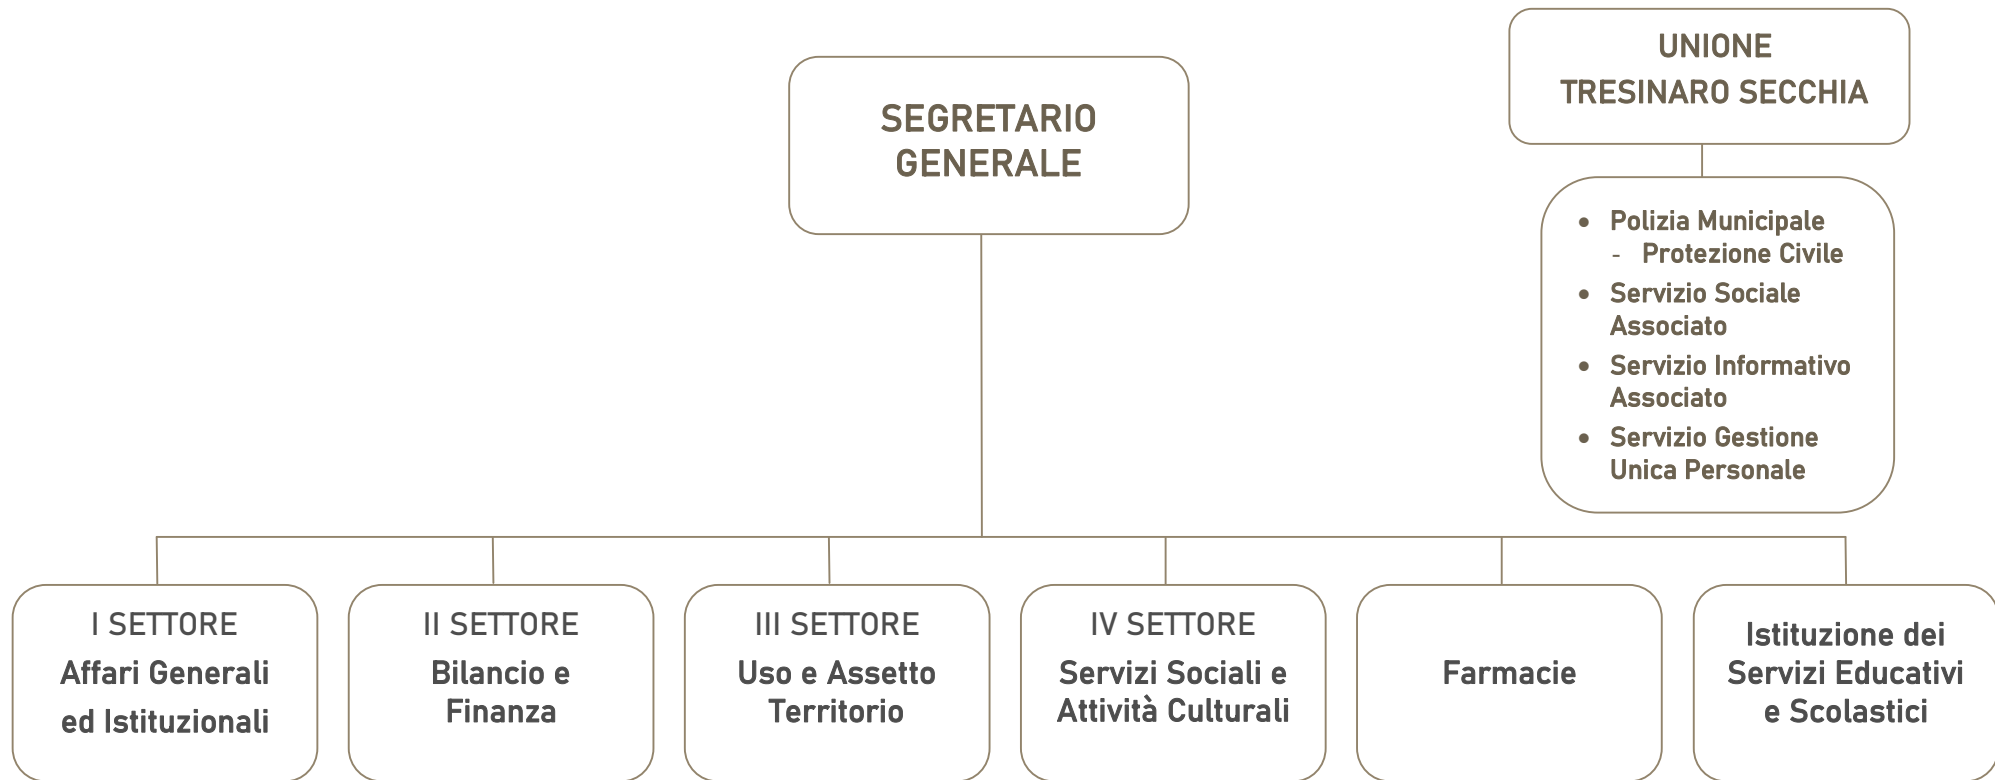 SEGRETARIO
GENERALE
UNIONE
TRESINARO SECCHIA
• Polizia Municipale
- Protezione Civile
• Servizio Sociale
Associato
• Servizio Informativo
Associato
• Servizio Gestione
Unica Personale
I SETTORE
Affari Generali
ed Istituzionali
II SETTORE
Bilancio e
Finanza
III SETTORE
Uso e Assetto
Territorio
IV SETTORE
Servizi Sociali e
Attività Culturali
Farmacie
Istituzione dei
Servizi Educativi
e Scolastici